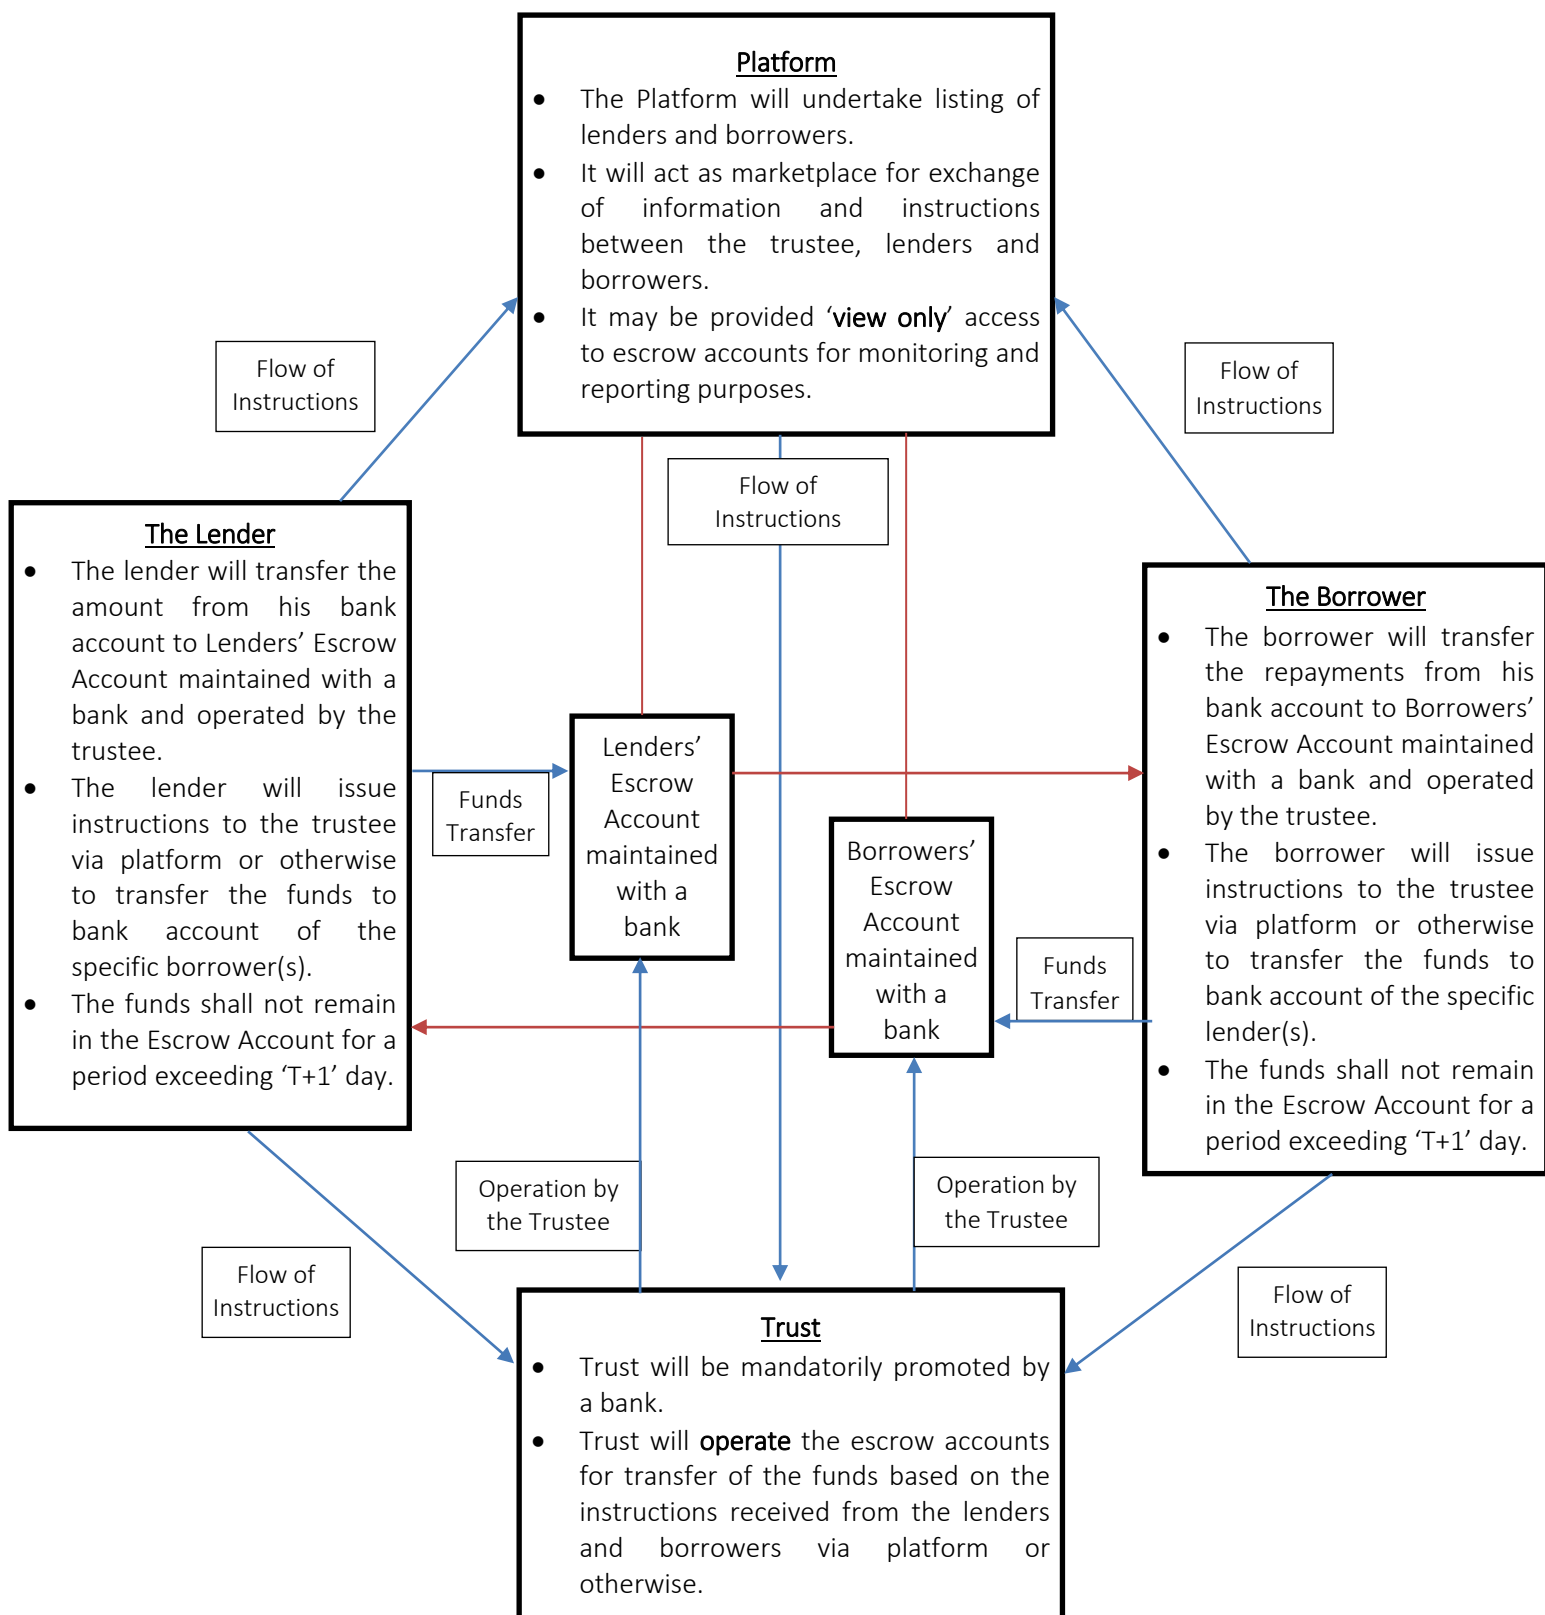 Platform
• The Platform will undertake listing of
lenders and borrowers.
• It will act as marketplace for exchange
of information and instructions
between the trustee, lenders and
borrowers.
• It may be provided ‘view only’ access
to escrow accounts for monitoring and
reporting purposes.
Flow of
Instructions
Flow of
Instructions
Flow of
Instructions
The Lender
• The lender will transfer the
amount from his bank
account to Lenders’ Escrow
Account maintained with a
bank and operated by the
trustee.
• The lender will issue
instructions to the trustee
via platform or otherwise
to transfer the funds to
bank account of the
specific borrower(s).
• The funds shall not remain
in the Escrow Account for a
period exceeding ‘T+1’ day.
Funds
Transfer
Lenders’
Escrow
Account
maintained
with a
bank
Borrowers’
Escrow
Account
maintained
with a
bank
Funds
Transfer
The Borrower
• The borrower will transfer
the repayments from his
bank account to Borrowers’
Escrow Account maintained
with a bank and operated
by the trustee.
• The borrower will issue
instructions to the trustee
via platform or otherwise
to transfer the funds to
bank account of the specific
lender(s).
• The funds shall not remain
in the Escrow Account for a
period exceeding ‘T+1’ day.
Operation by
the Trustee
Operation by
the Trustee
Flow of
Instructions
Flow of
Instructions
Trust
• Trust will be mandatorily promoted by
a bank.
• Trust will operate the escrow accounts
for transfer of the funds based on the
instructions received from the lenders
and borrowers via platform or
otherwise.